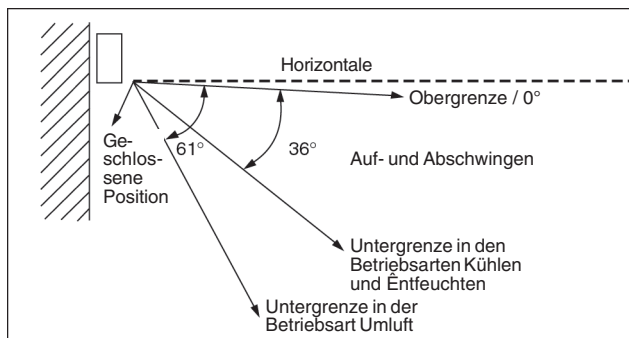 Horizontale
Obergrenze / 0°
Ge-
schlos-
sene
Position
61°
36°
Auf- und Abschwingen
Untergrenze in den
Betriebsarten Kühlen
und Êntfeuchten
Untergrenze in der
Betriebsart Umluft